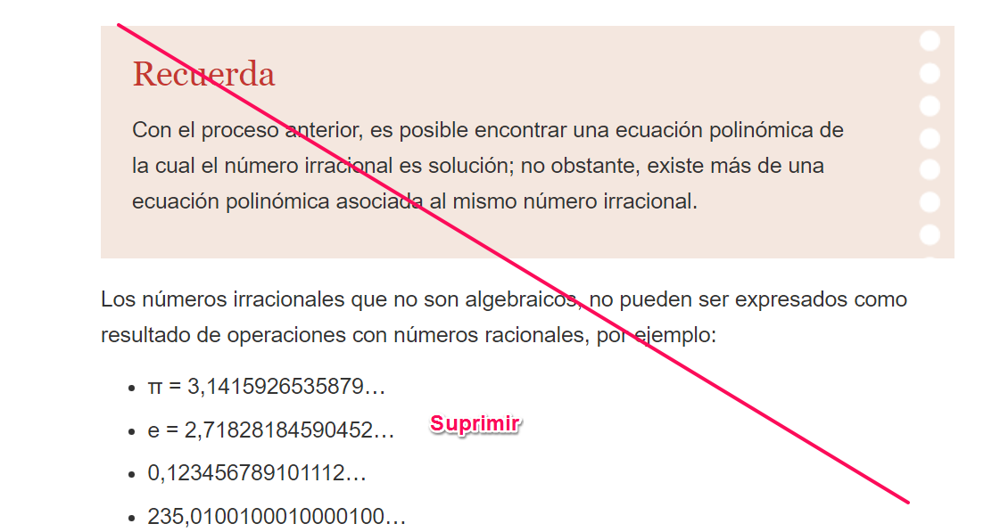 Recuerda
Con el proceso anterior, es posible encontrar una ecuación polinómica de
la cual el número irracional es solución; no obstante, existe más de una
ecuación polinómica asociada al mismo número irracional.
Los números irracionales que no son algebraicos, no pueden ser expresados como
resultado de operaciones con números racionales, por ejemplo:
• π = 3,1415926535879…
• e = 2,71828184590452…
Suprimir
• 0,123456789101112…
• 235,0100100010000100…